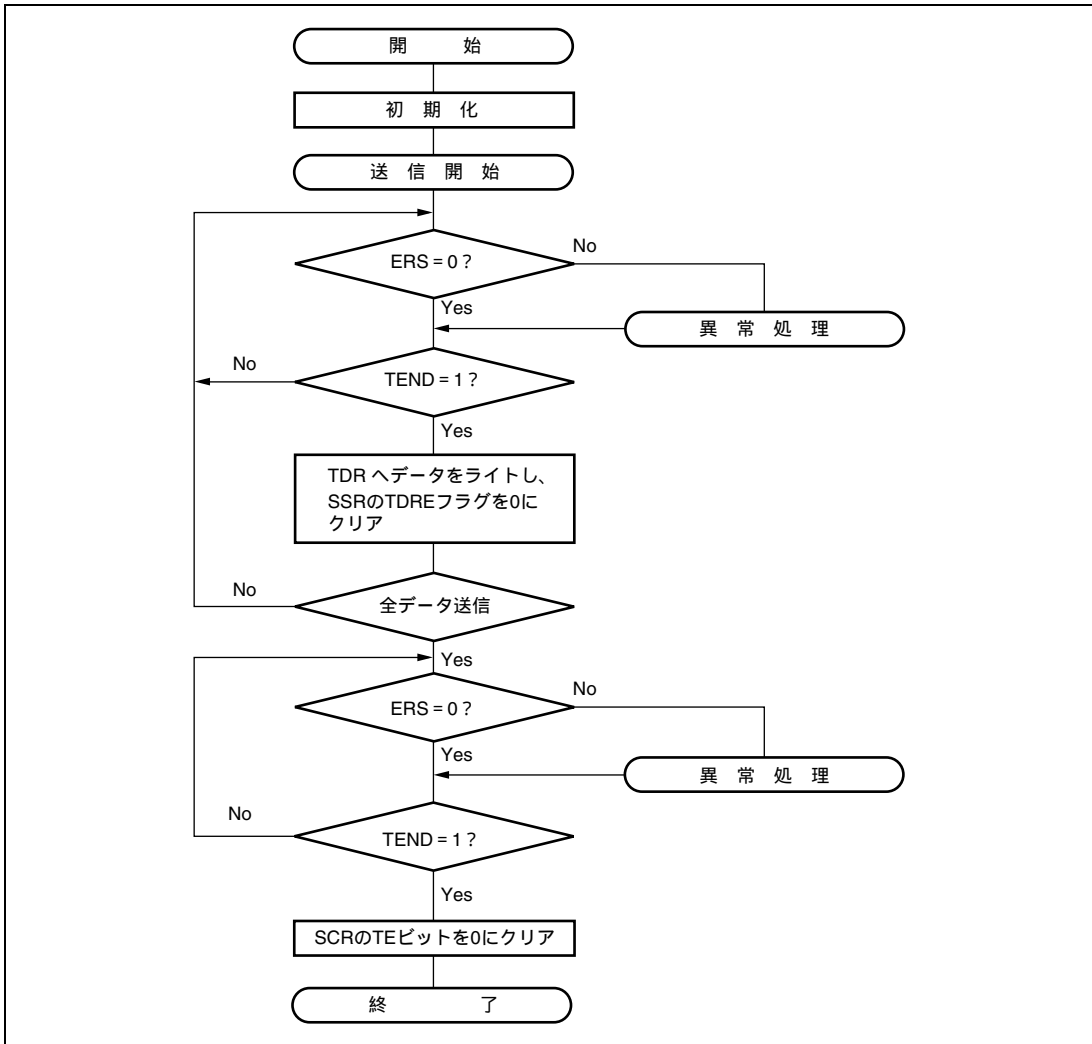 開 始
初 期 化
送 信 開 始
ERS = 0 ?
No
Yes
異 常 処 理
No
TEND = 1 ?
Yes
TDR へデータをライトし、
SSRのTDREフラグを0に
クリア
No
全データ送信
Yes
ERS = 0 ?
No
Yes
異 常 処 理
No
TEND = 1 ?
Yes
SCRのTEビットを0にクリア
終 了